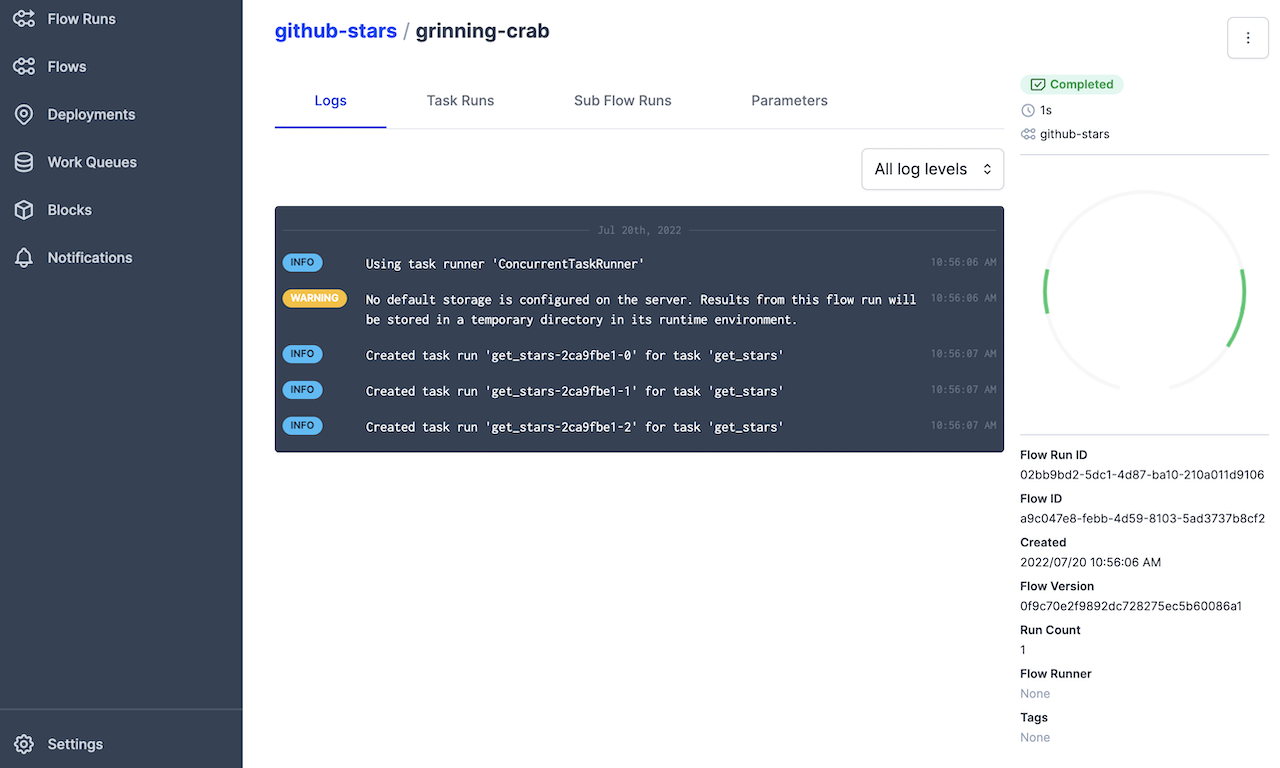 Flow Runs
Flows
Deployments
Work Queues
Blocks
Notifications
Settings
github-stars / grinning-crab
Logs Task Runs Sub Flow Runs Parameters
All log levels
Jul 20th, 2022
INFO Using task runner 'ConcurrentTaskRunner' 10:56:06 AM
WARNING No default storage is configured on the server. Results from this flow run will 10:56:06 AM
be stored in a temporary directory in its runtime environment.
INFO Created task run 'get_stars-2ca9fbe1-0' for task 'get_stars' 10:56:07 AM
INFO Created task run 'get_stars-2ca9fbe1-1' for task 'get_stars' 10:56:07 AM
INFO Created task run 'get_stars-2ca9fbe1-2' for task 'get_stars' 10:56:07 AM
Completed
1s
github-stars
Flow Run ID
02bb9bd2-5dc1-4d87-ba10-210a011d9106
Flow ID
a9c047e8-febb-4d59-8103-5ad3737b8cf2
Created
2022/07/20 10:56:06 AM
Flow Version
0f9c70e2f9892dc728275ec5b60086a1
Run Count
1
Flow Runner
None
Tags
None